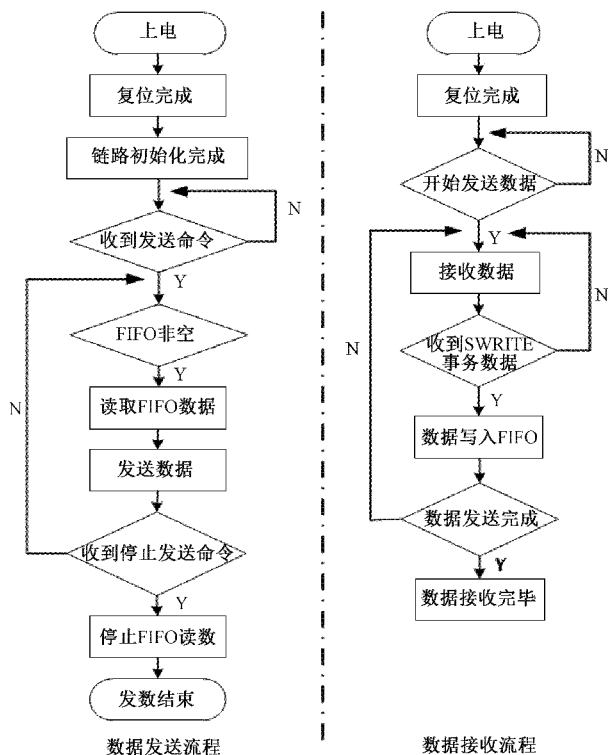 上电
复位完成
链路初始化完成
N
收到发送命令
Y
FIFO非空
Y
N
读取FIFO数据
发送数据
收到停止发送命令
Y
停止FIFO读数
发数结束
数据发送流程
上电
复位完成
N
开始发送数据
Y
接收数据
N
N
收到SWRITE
事务数据
Y
数据写入FIFO
数据发送完成
Y
数据接收完毕
数据接收流程